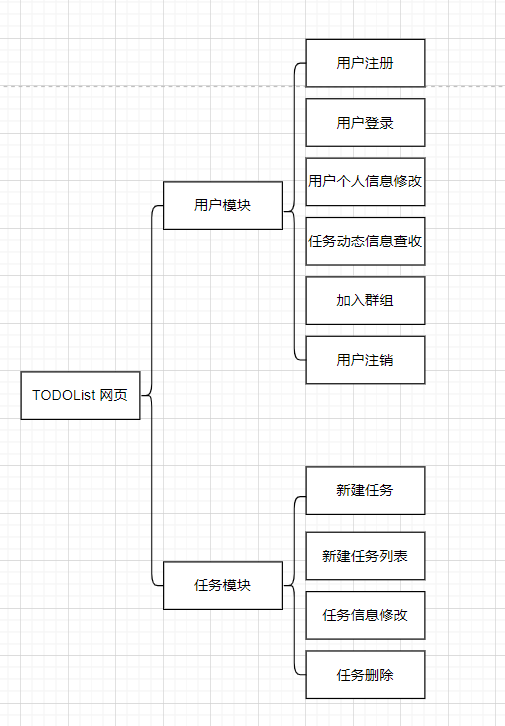 TODOList 网页
用户模块
用户注册
用户登录
用户个人信息修改
任务动态信息查收
加入群组
用户注销
任务模块
新建任务
新建任务列表
任务信息修改
任务删除